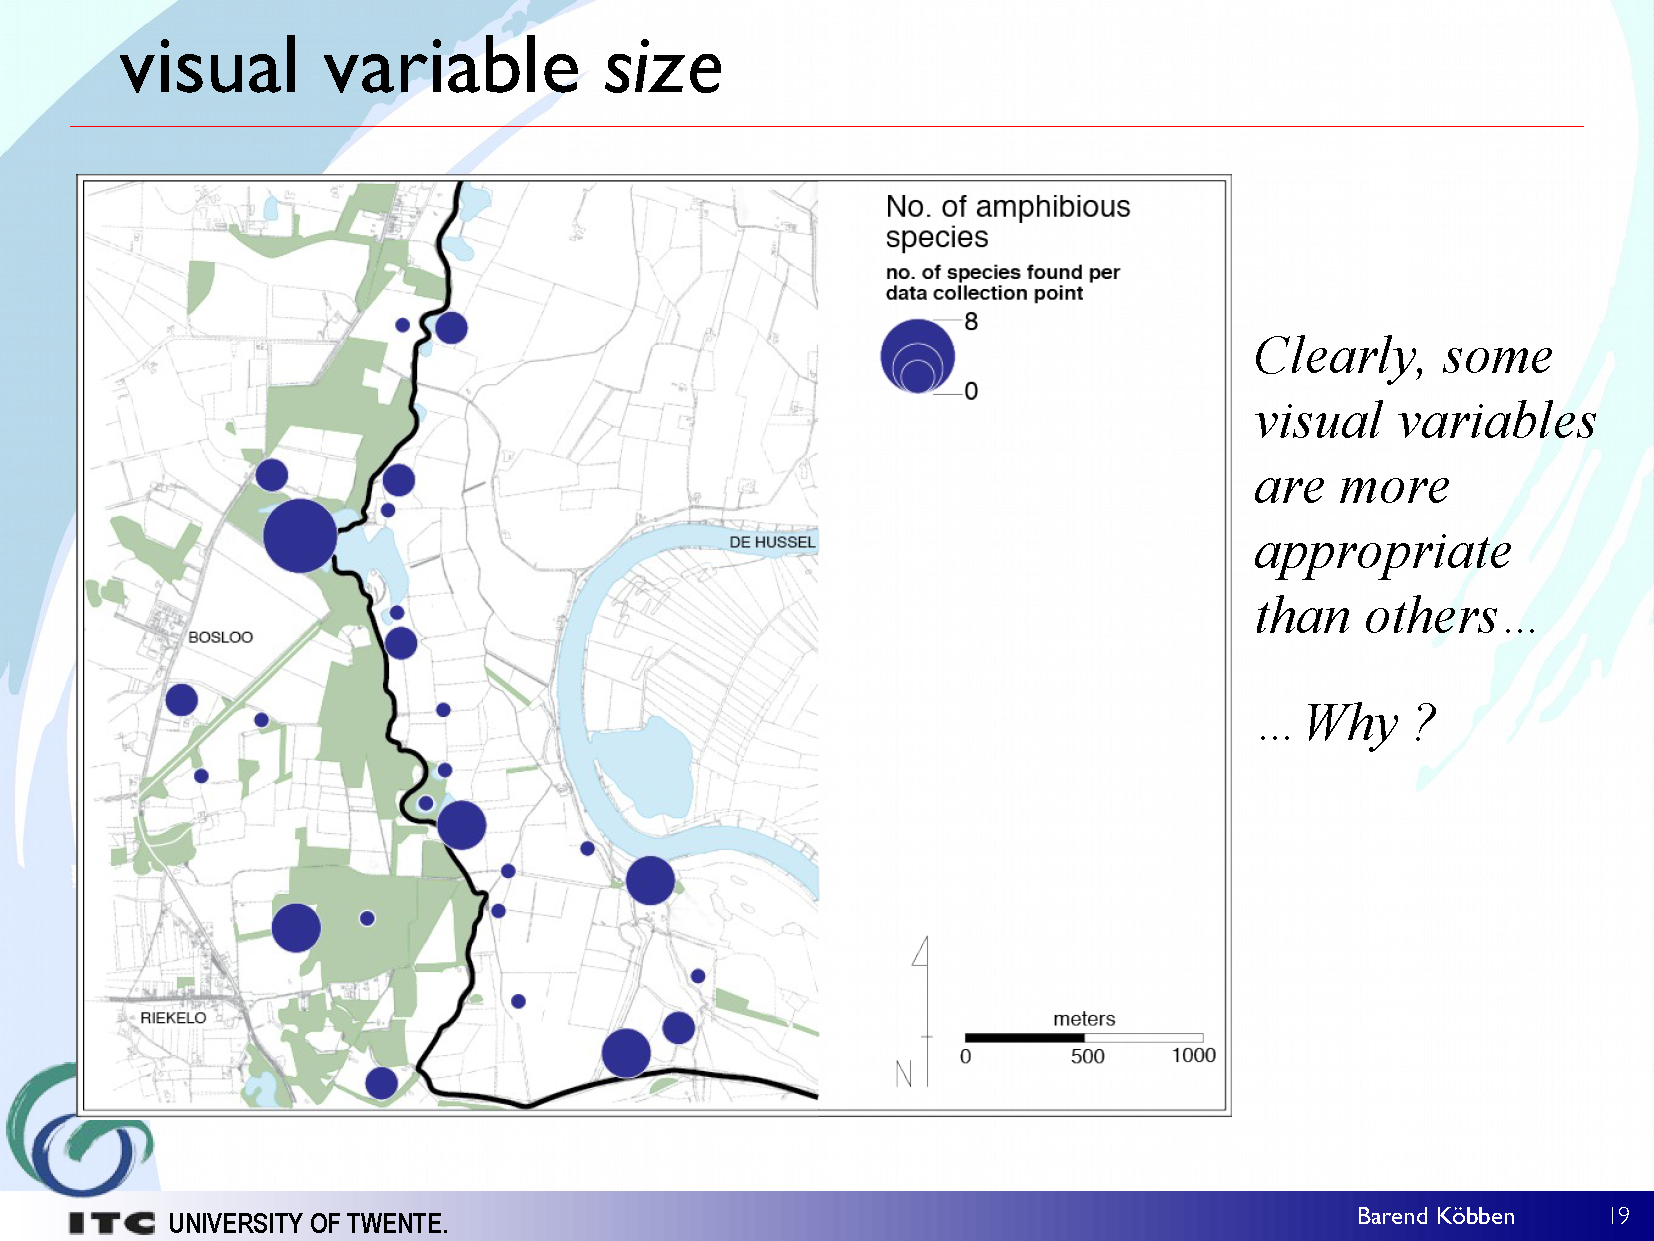 visual variable size
No. of amphibious
species
no. of species found per
data collection point
8
0
Clearly, some
visual variables
are more
appropriate
than others...
...Why ?
DE HUSSEL
BOSLOO
RIEKELO
N
meters
0 500 1000
ITC UNIVERSITY OF TWENTE.
Barend Köbben 19